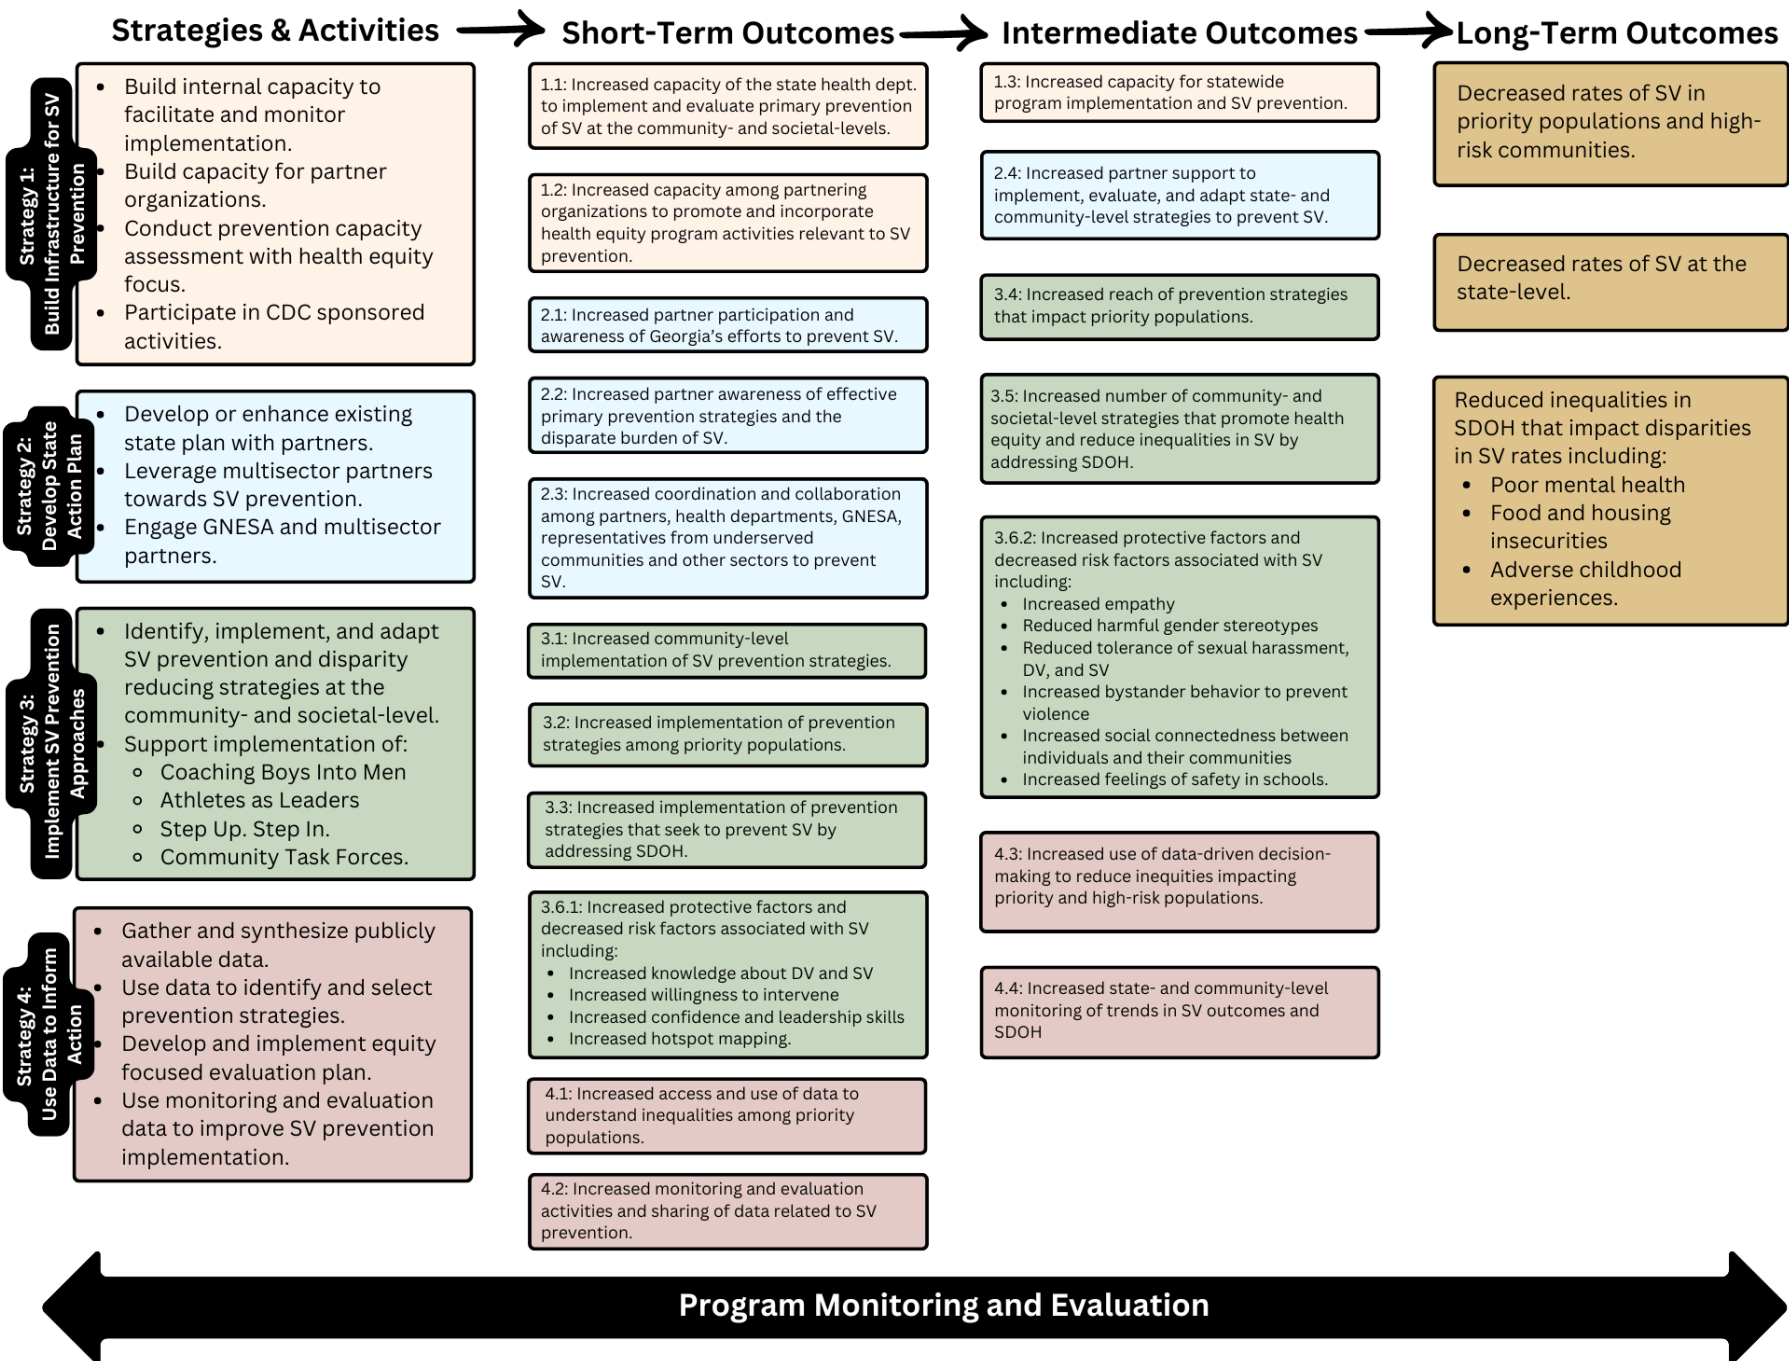 Strategies & Activities
Short-Term Outcomes
Intermediate Outcomes
Long-Term Outcomes
Strategy 1:
Build Infrastructure for SV
Prevention
• Build internal capacity to
facilitate and monitor
implementation.
• Build capacity for partner
organizations.
• Conduct prevention capacity
assessment with health equity
focus.
• Participate in CDC sponsored
activities.
Strategy 2:
Develop State
Action Plan
• Develop or enhance existing
state plan with partners.
• Leverage multisector partners
towards SV prevention.
• Engage GNESA and multisector
partners.
Strategy 3:
Implement SV Prevention
Approaches
• Identify, implement, and adapt
SV prevention and disparity
reducing strategies at the
community- and societal-level.
• Support implementation of:
Coaching Boys Into Men
Athletes as Leaders
Step Up. Step In.
Community Task Forces.
Strategy 4:
Use Data to Inform
Action
• Gather and synthesize publicly
available data.
• Use data to identify and select
prevention strategies.
• Develop and implement equity
focused evaluation plan.
• Use monitoring and evaluation
data to improve SV prevention
implementation.
1.1: Increased capacity of the state health dept.
to implement and evaluate primary prevention
of SV at the community- and societal-levels.
1.2: Increased capacity among partnering
organizations to promote and incorporate
health equity program activities relevant to SV
prevention.
2.1: Increased partner participation and
awareness of Georgia's efforts to prevent SV.
2.2: Increased partner awareness of effective
primary prevention strategies and the
disparate burden of SV.
2.3: Increased coordination and collaboration
among partners, health departments, GNESA,
representatives from underserved
communities and other sectors to prevent
SV.
3.1: Increased community-level
implementation of SV prevention strategies.
3.2: Increased implementation of prevention
strategies among priority populations.
3.3: Increased implementation of prevention
strategies that seek to prevent SV by
addressing SDOH.
3.6.1: Increased protective factors and
decreased risk factors associated with SV
including:
• Increased knowledge about DV and SV
• Increased willingness to intervene
• Increased confidence and leadership skills
• Increased hotspot mapping.
4.1: Increased access and use of data to
understand inequalities among priority
populations.
4.2: Increased monitoring and evaluation
activities and sharing of data related to SV
prevention.
1.3: Increased capacity for statewide
program implementation and SV prevention.
2.4: Increased partner support to
implement, evaluate, and adapt state- and
community-level strategies to prevent SV.
3.4: Increased reach of prevention strategies
that impact priority populations.
3.5: Increased number of community- and
societal-level strategies that promote health
equity and reduce inequalities in SV by
addressing SDOH.
3.6.2: Increased protective factors and
decreased risk factors associated with SV
including:
• Increased empathy
• Reduced harmful gender stereotypes
• Reduced tolerance of sexual harassment,
DV, and SV
• Increased bystander behavior to prevent
violence
• Increased social connectedness between
individuals and their communities
• Increased feelings of safety in schools.
4.3: Increased use of data-driven decision-
making to reduce inequities impacting
priority and high-risk populations.
4.4: Increased state- and community-level
monitoring of trends in SV outcomes and
SDOH
Decreased rates of SV in
priority populations and high-
risk communities.
Decreased rates of SV at the
state-level.
Reduced inequalities in
SDOH that impact disparities
in SV rates including:
• Poor mental health
• Food and housing
insecurities
• Adverse childhood
experiences.
Program Monitoring and Evaluation